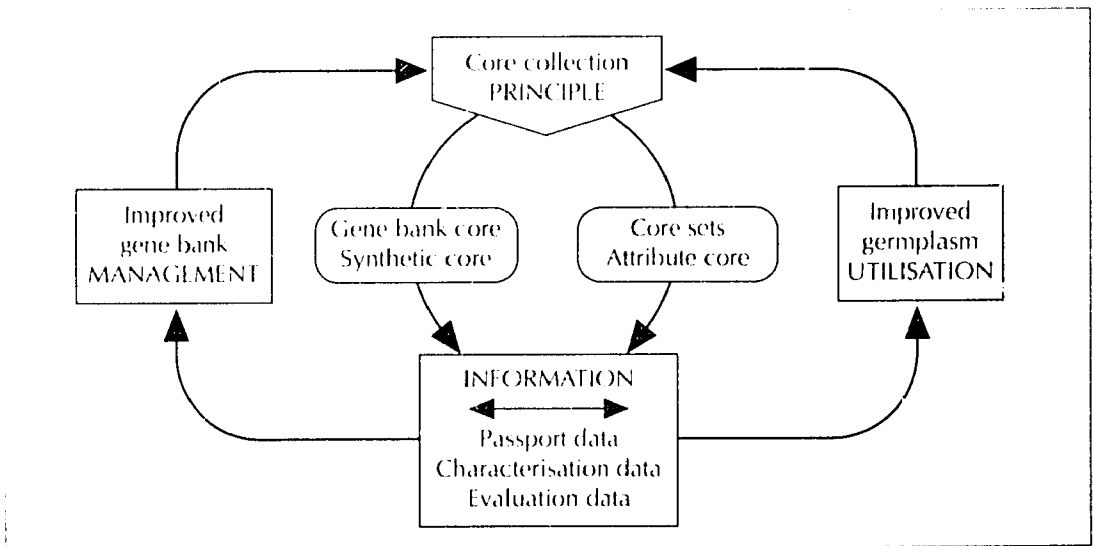 Core collection
PRINCIPLE
Improved
gene bank
MANAGEMENT
Gene bank core
Synthetic core
Core sets
Attribute core
Improved
germplasm
UTILISATION
INFORMATION
Passport data
Characterisation data
Evaluation data